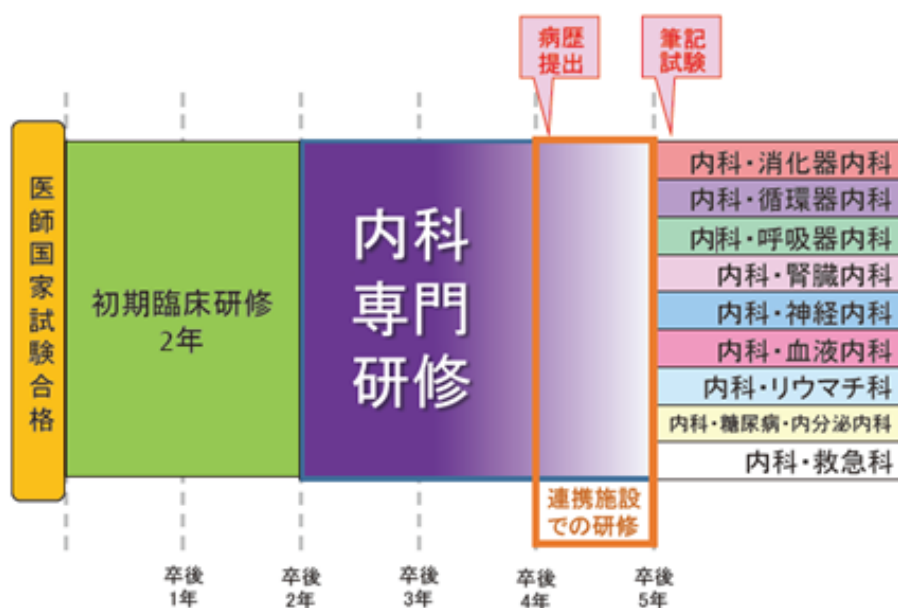 病歴
提出
筆記
試験
医師国家試験合格
初期臨床研修
2年
内科
専門
研修
内科・消化器内科
内科・循環器内科
内科・呼吸器内科
内科・腎臓内科
内科・神経内科
内科・血液内科
内科・リウマチ科
内科・糖尿病・内分泌内科
内科・救急科
連携施設
での研修
卒後
1年
卒後
2年
卒後
3年
卒後
4年
卒後
5年